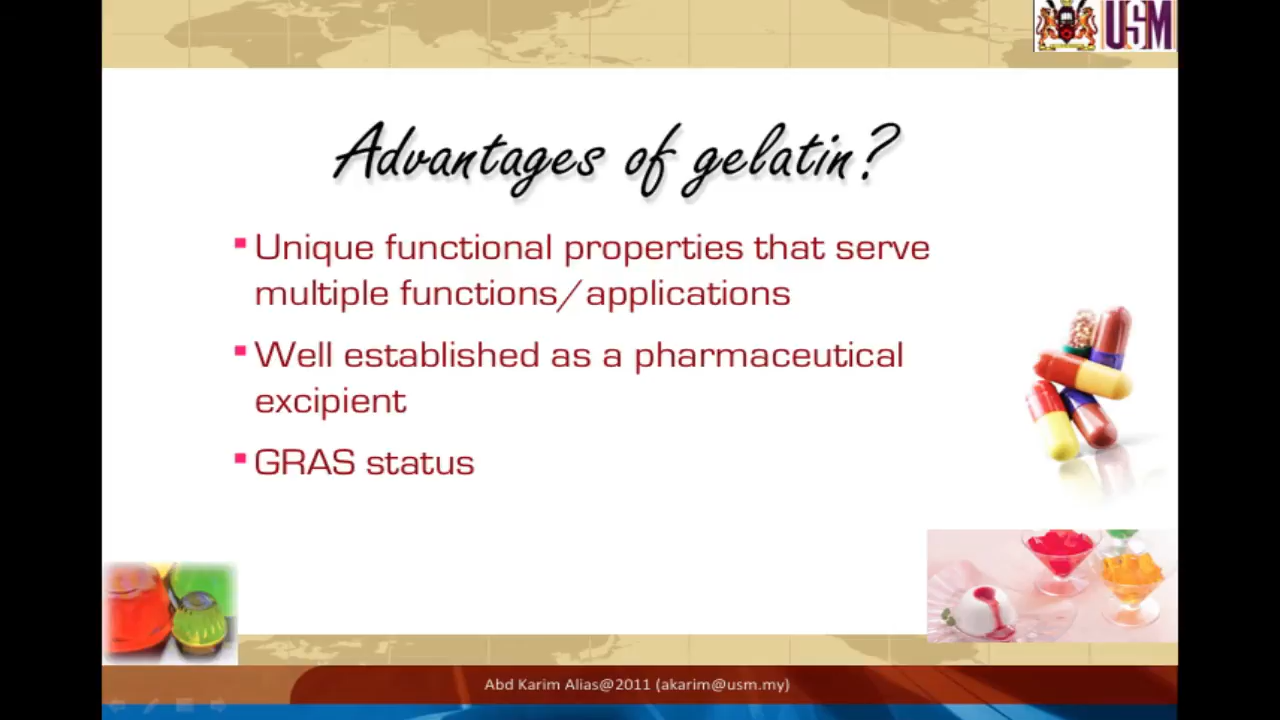 USM
Advantages of gelatin?
Unique functional properties that serve
multiple functions/applications
Well established as a pharmaceutical
excipient
GRAS status
Abd Karim Alias@2011 (akarim@usm.my)